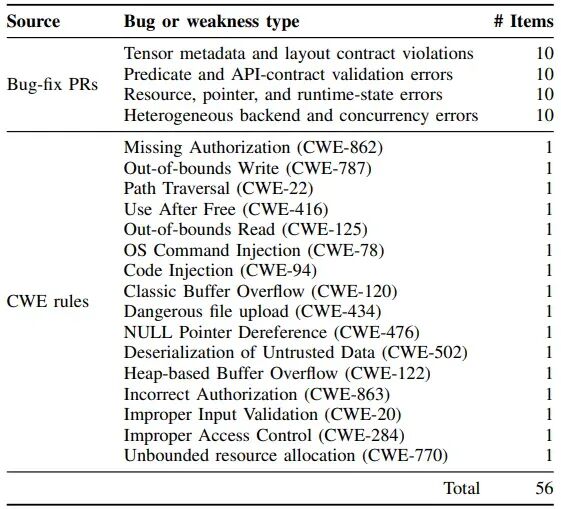 Source Bug or weakness type # Items
Tensor metadata and layout contract violations 10
Predicate and API-contract validation errors 10
Bug-fix PRs
Resource, pointer, and runtime-state errors 10
Heterogeneous backend and concurrency errors 10
Missing Authorization (CWE-862) 1
Out-of-bounds Write (CWE-787) 1
Path Traversal (CWE-22) 1
Use After Free (CWE-416) 1
Out-of-bounds Read (CWE-125) 1
OS Command Injection (CWE-78) 1
Code Injection (CWE-94) 1
Classic Buffer Overflow (CWE-120) 1
CWE rules
Dangerous file upload (CWE-434) 1
NULL Pointer Dereference (CWE-476) 1
Deserialization of Untrusted Data (CWE-502) 1
Heap-based Buffer Overflow (CWE-122) 1
Incorrect Authorization (CWE-863) 1
Improper Input Validation (CWE-20) 1
Improper Access Control (CWE-284) 1
Unbounded resource allocation (CWE-770) 1
Total 56